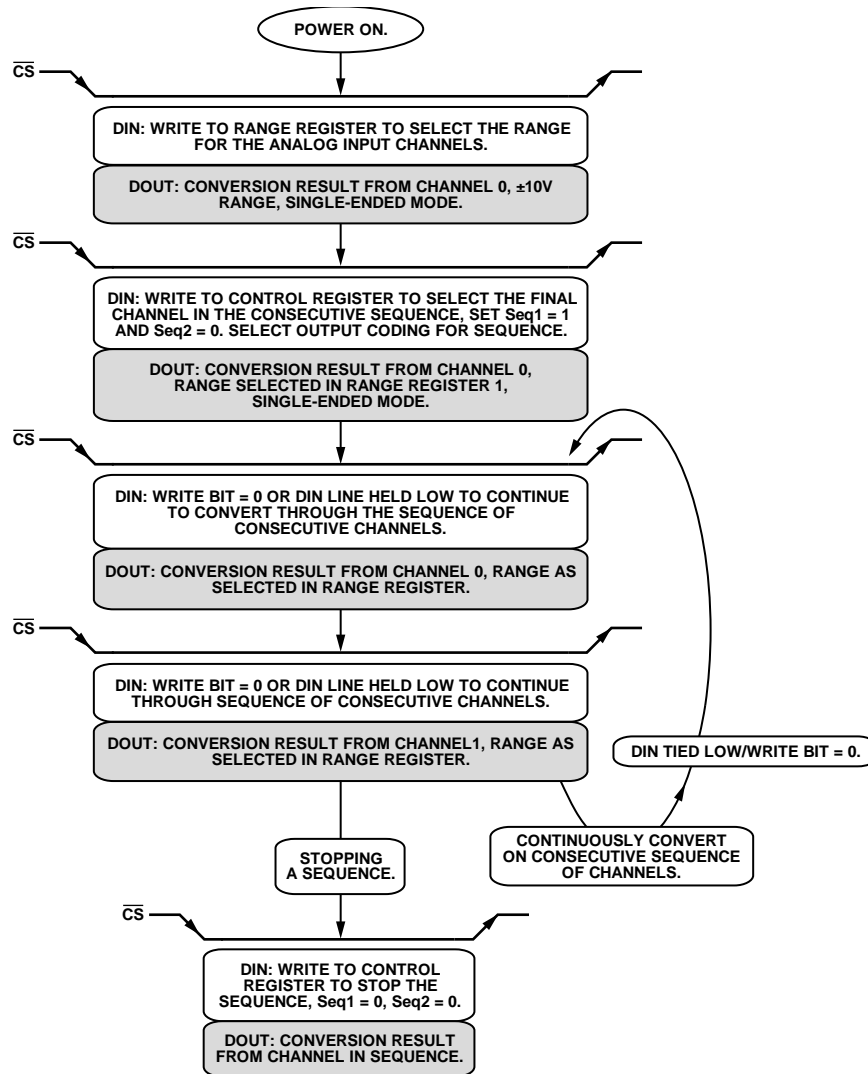 POWER ON.
CS
DIN: WRITE TO RANGE REGISTER TO SELECT THE RANGE
FOR THE ANALOG INPUT CHANNELS.
DOUT: CONVERSION RESULT FROM CHANNEL 0, ±10V
RANGE, SINGLE-ENDED MODE.
CS
DIN: WRITE TO CONTROL REGISTER TO SELECT THE FINAL
CHANNEL IN THE CONSECUTIVE SEQUENCE, SET Seq1 = 1
AND Seq2 = 0. SELECT OUTPUT CODING FOR SEQUENCE.
DOUT: CONVERSION RESULT FROM CHANNEL 0,
RANGE SELECTED IN RANGE REGISTER 1,
SINGLE-ENDED MODE.
CS
DIN: WRITE BIT = 0 OR DIN LINE HELD LOW TO CONTINUE
TO CONVERT THROUGH THE SEQUENCE OF
CONSECUTIVE CHANNELS.
DOUT: CONVERSION RESULT FROM CHANNEL 0, RANGE AS
SELECTED IN RANGE REGISTER.
CS
DIN: WRITE BIT = 0 OR DIN LINE HELD LOW TO CONTINUE
THROUGH SEQUENCE OF CONSECUTIVE CHANNELS.
DOUT: CONVERSION RESULT FROM CHANNEL1, RANGE AS
SELECTED IN RANGE REGISTER.
DIN TIED LOW/WRITE BIT = 0.
STOPPING
A SEQUENCE.
CONTINUOUSLY CONVERT
ON CONSECUTIVE SEQUENCE
OF CHANNELS.
CS
DIN: WRITE TO CONTROL
REGISTER TO STOP THE
SEQUENCE, Seq1 = 0, Seq2 = 0.
DOUT: CONVERSION RESULT
FROM CHANNEL IN SEQUENCE.